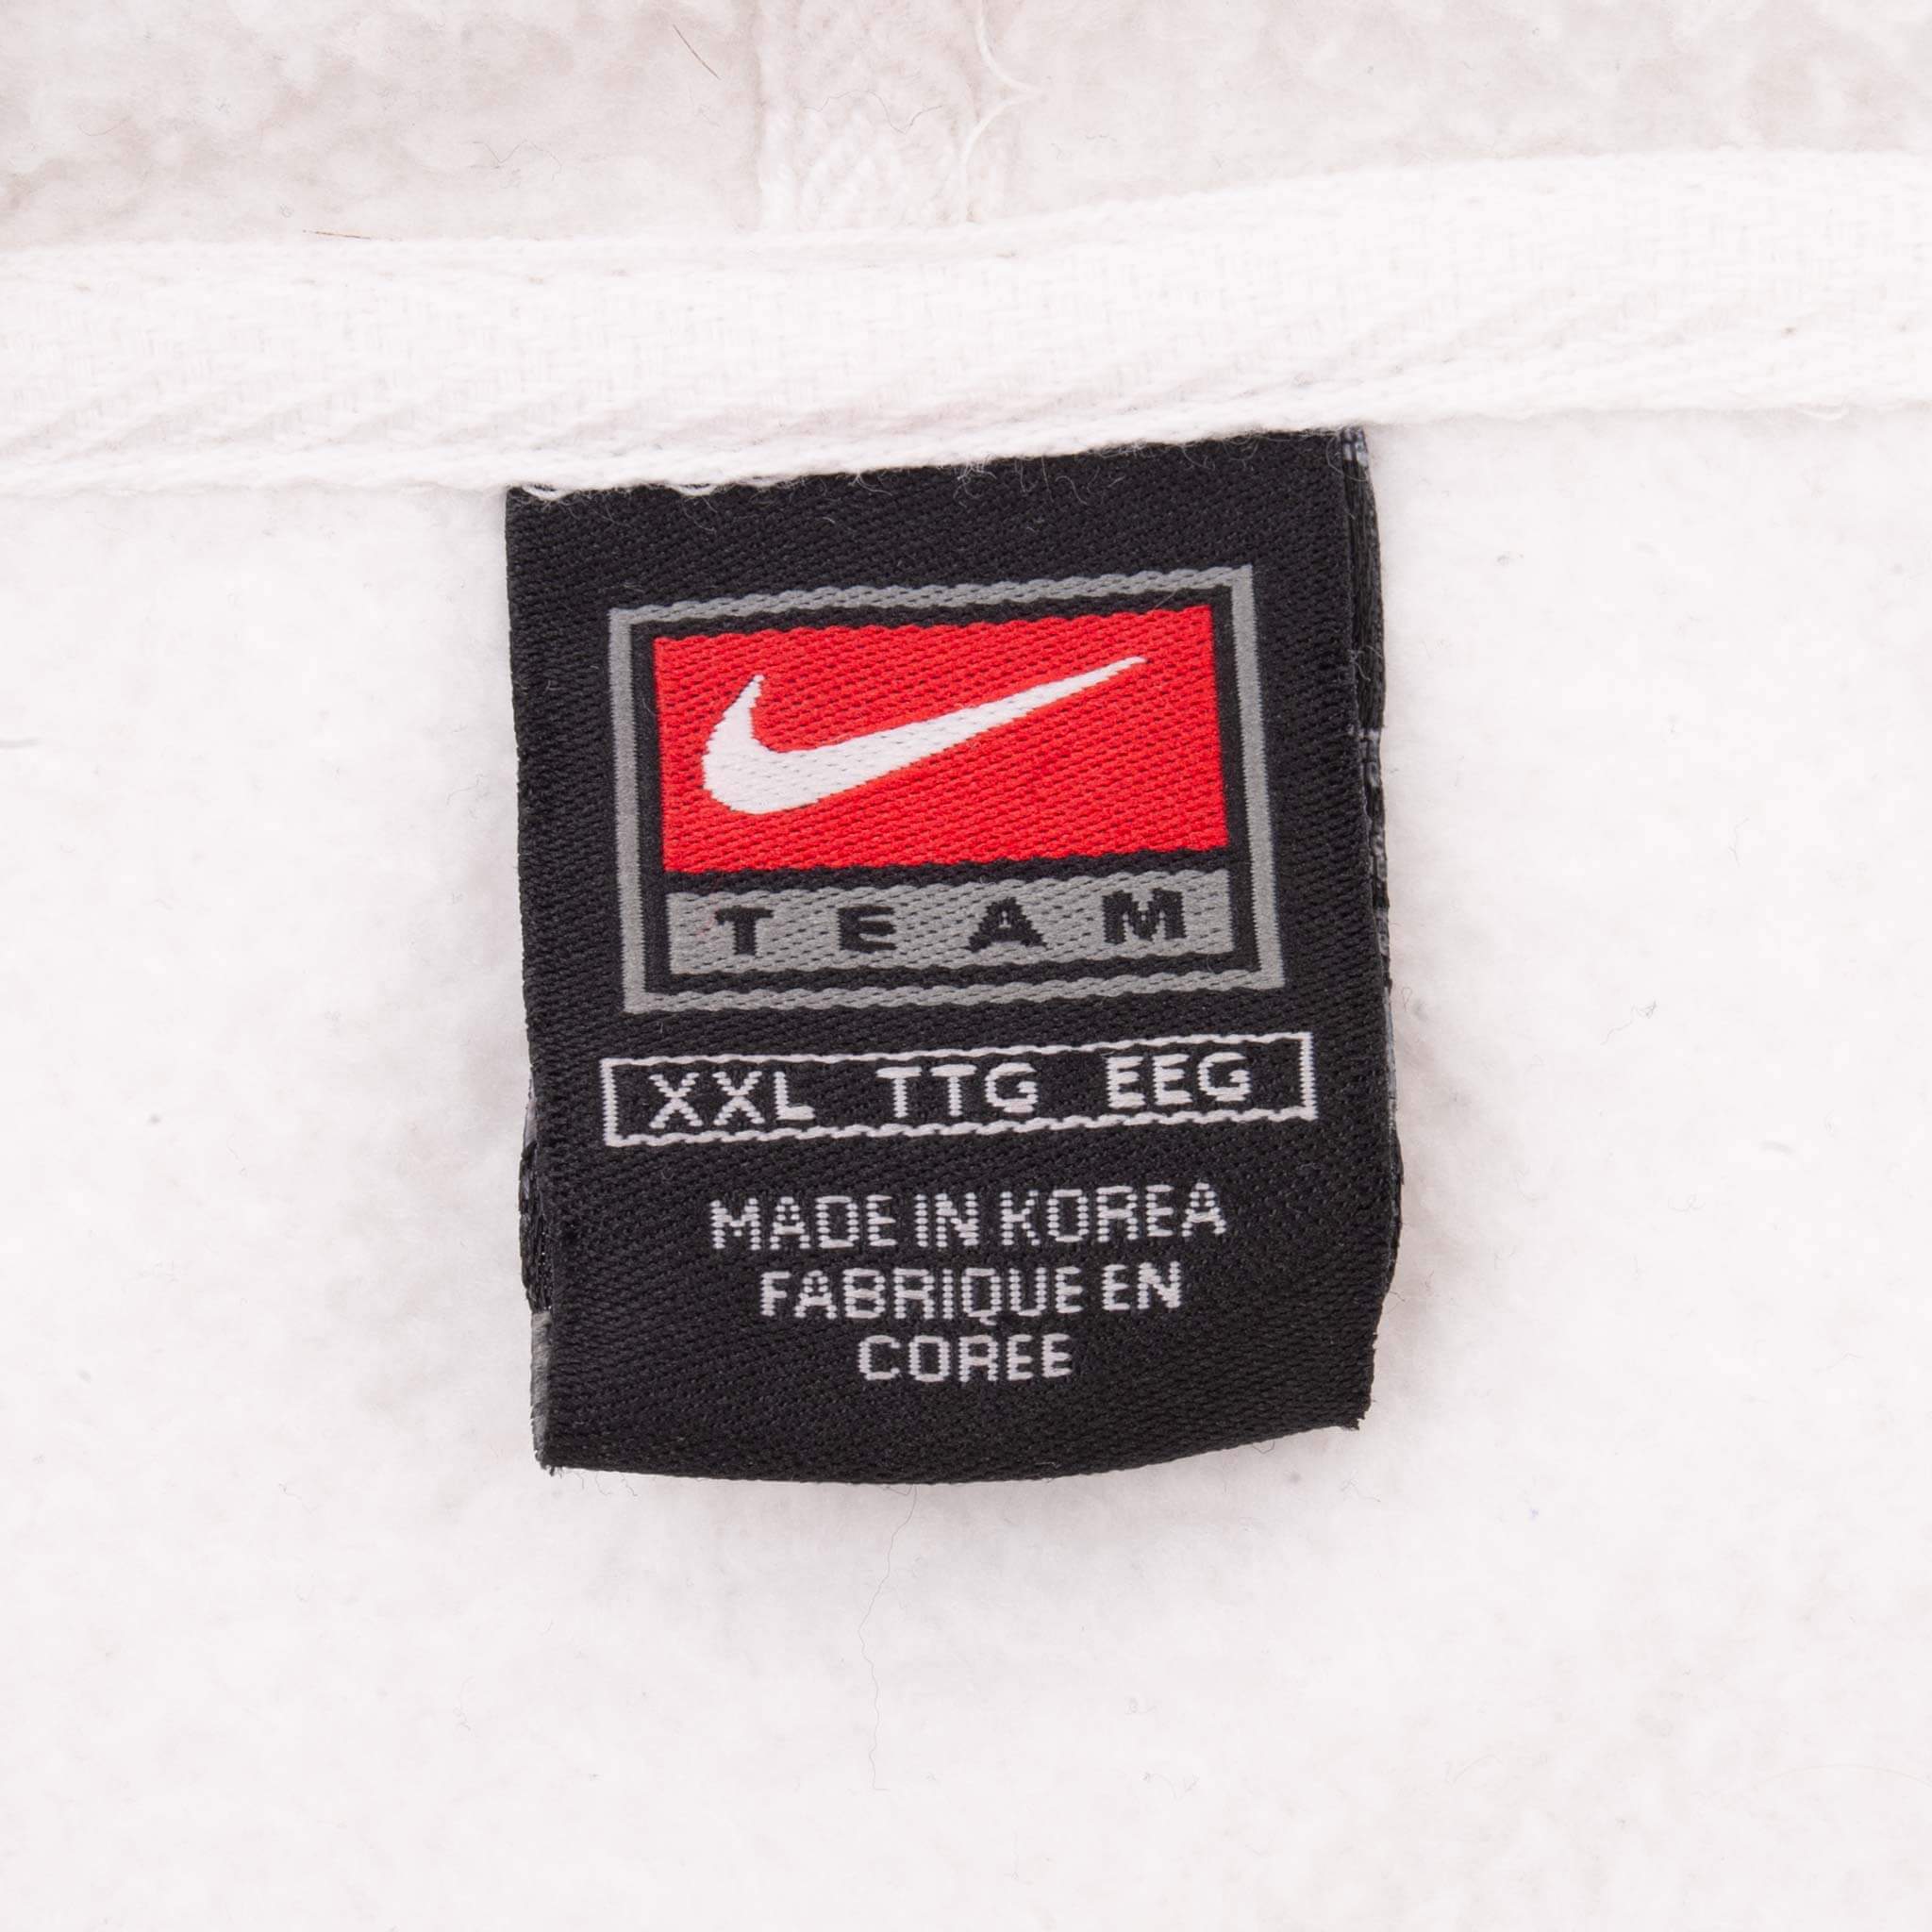 TEAM
XXL TTG EEG
MADE IN KOREA
FABRIQUE EN
COREE